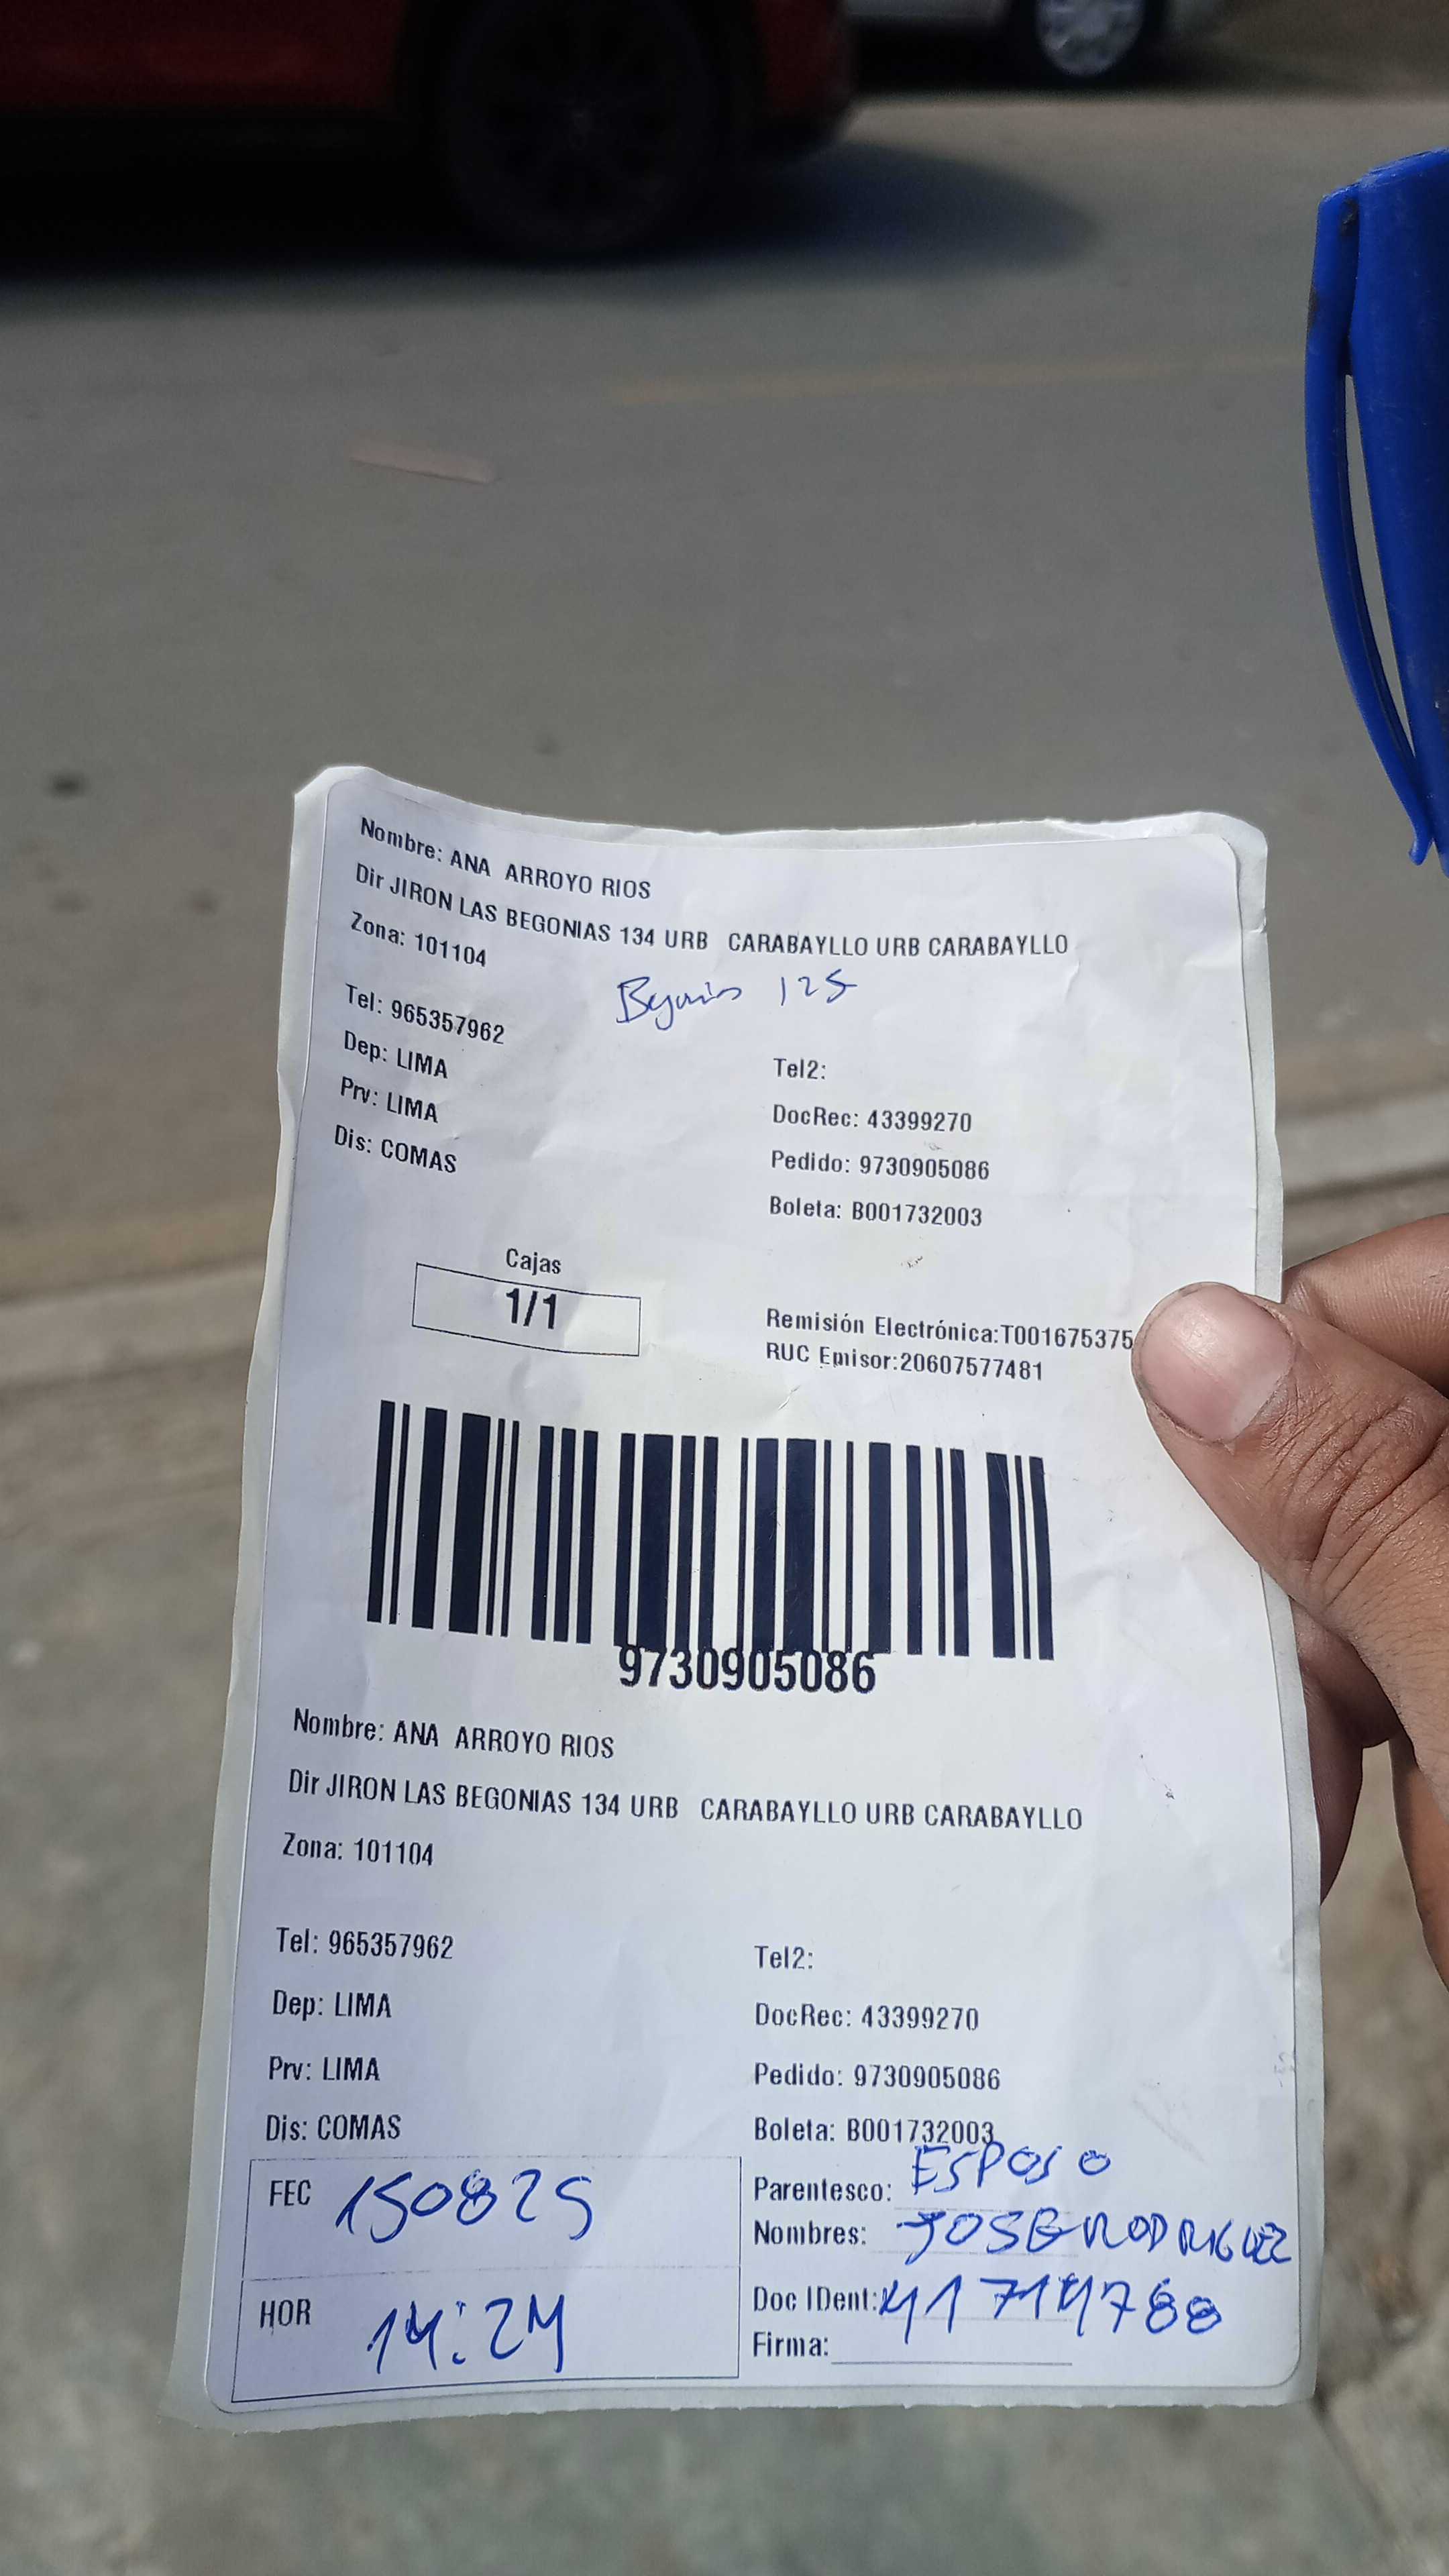 Nombre: ANA ARROYO RIOS
Dir JIRON LAS BEGONIAS 134 URB CARABAYLLO URB CARABAYLLO
Zona: 101104
Begonias 125
Tel: 965357962
Tel2:
Dep: LIMA
DocRec: 43399270
Prv: LIMA
Pedido: 9730905086
Dis: COMAS
Boleta: B001732003
Cajas
1/1
Remisión Electrónica:T001675375
RUC Emisor:20607577481
9730905086
Nombre: ANA ARROYO RIOS
Dir JIRON LAS BEGONIAS 134 URB CARABAYLLO URB CARABAYLLO
Zona: 101104
Tel: 965357962
Tel2:
Dep: LIMA
DocRec: 43399270
Prv: LIMA
Pedido: 9730905086
Dis: COMAS
Boleta: B001732003
FEC 150825
Parentesco: ESPOSO
Nombres: JOSE RODRIGUEZ
HOR 14:24
Doc IDent: 41714788
Firma: